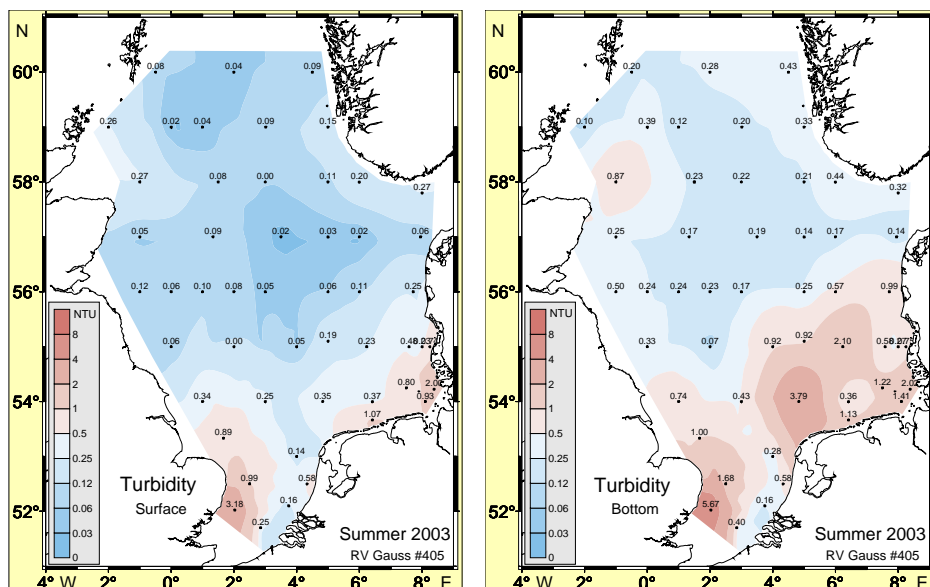 N
0.08 0.04 0.09
60°
0.26 0.02 0.04 0.09 0.15
0.27 0.08 0.00 0.11 0.20
58°
0.27
0.05 0.09 0.02 0.03 0.02 0.06
0.12 0.06 0.10 0.08 0.05 0.06 0.11 0.25
56°
NTU
8
4
2
1
0.5
0.25
0.12
0.06
0.03
0
0.06 0.00 0.05 0.19 0.23
0.34 0.25 0.35 0.37 0.80 0.93
54°
1.07
0.89
0.14
0.99 0.58
3.18 0.16
52°
0.25
Turbidity
Surface
Summer 2003
RV Gauss #405
4° W 0° 2° 4° 6° 8° E
N
0.20 0.28 0.43
60°
0.10 0.39 0.12 0.20 0.33
0.87 0.23 0.22 0.21 0.44
58°
0.32
0.25 0.17 0.19 0.14 0.17 0.14
0.50 0.24 0.24 0.23 0.17 0.25 0.57 0.99
56°
NTU
8
4
2
1
0.5
0.25
0.12
0.06
0.03
0
0.33 0.07 0.92 0.92 2.10
0.74 0.43 3.79 0.36 1.22 1.41
54°
1.13
1.00
0.28
1.68 0.58
5.67 0.16
52°
0.40
Turbidity
Bottom
Summer 2003
RV Gauss #405
4° W 0° 2° 4° 6° 8° E